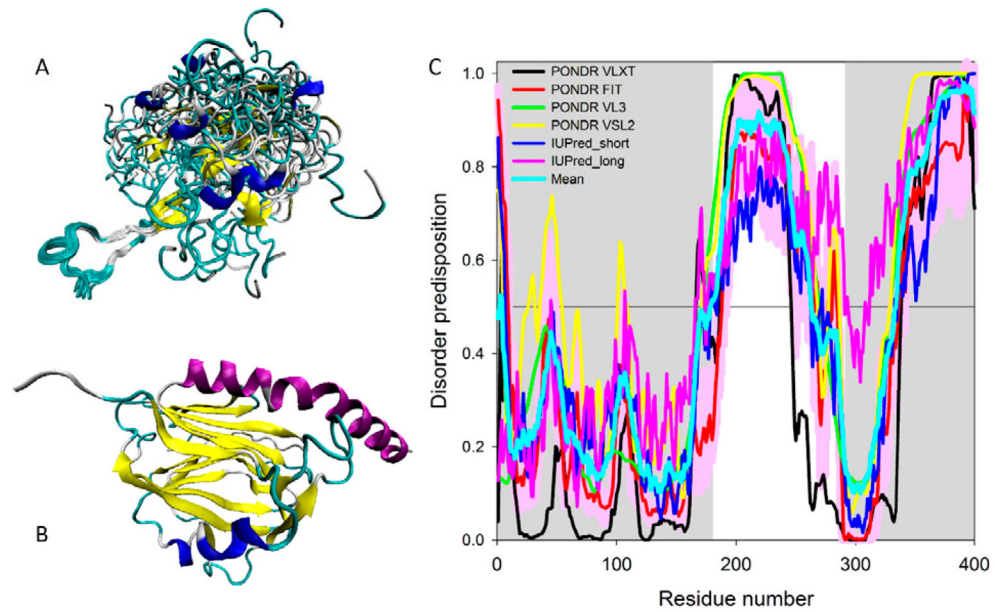 A
B
C
PONDR VLXT
PONDR FIT
PONDR VL3
PONDR VSL2
IUPred_short
IUPred_long
Mean
Disorder predisposition
1.0
0.8
0.6
0.4
0.2
0.0
0
100
200
300
400
Residue number